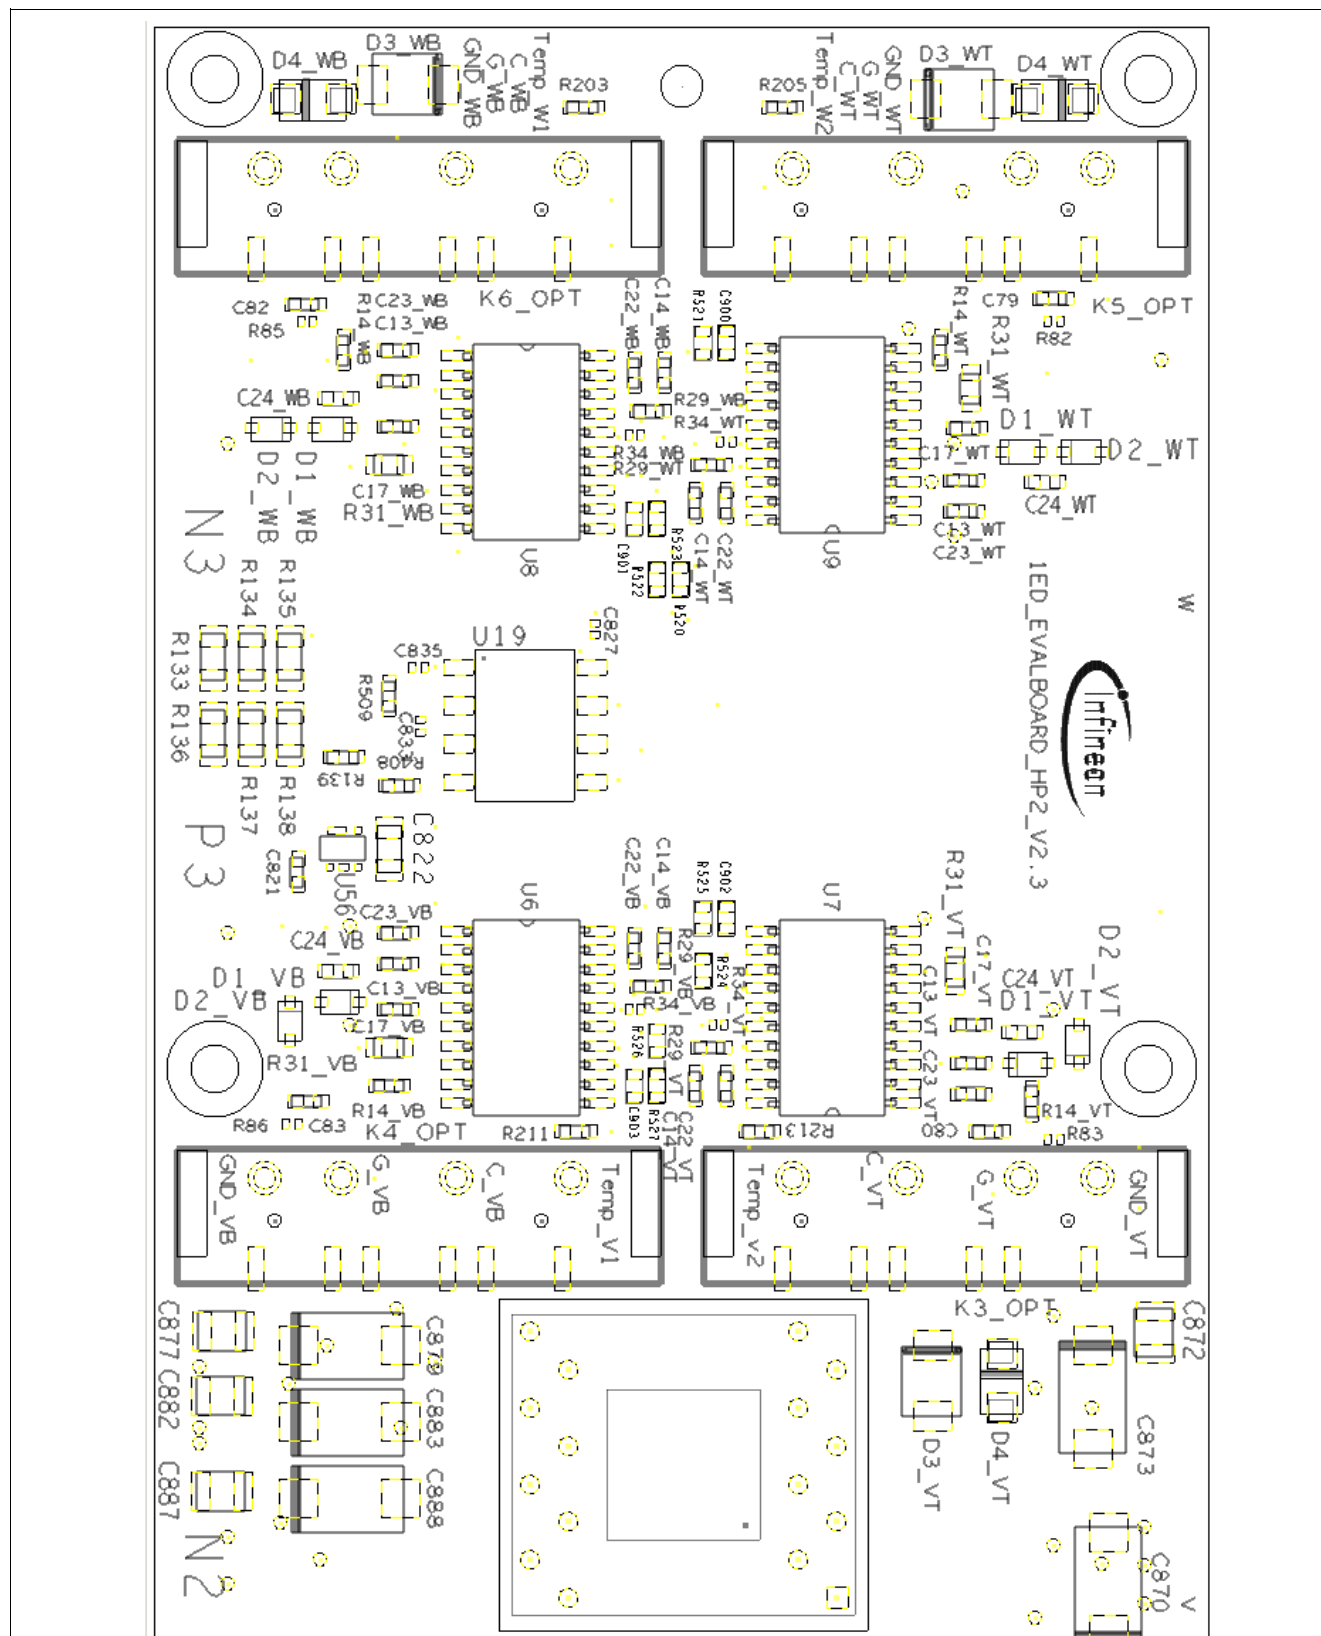 D4_WB
D3_WB
GND_WB
G_WB
C_WB
Temp_W1
R203
R205
Temp_W2
C_WT
G_WT
GND_WT
D3_WT
D4_WT
K6_OPT
K5_OPT
C82
R85
R14_WB
C23_WB
C13_WB
C22_WB
C14_WB
R521
C900
R14_WT
C79
R31_WT
R82
C24_WB
D2_WB
D1_WB
C17_WB
R31_WB
R29_WB
R34_WT
R34_WB
R29_WT
D1_WT
D2_WT
C17_WT
C24_WT
C13_WT
C23_WT
N3
U8
C901
R522
R523
R520
C14_WT
C22_WT
U9
R133
R134
R135
R136
R137
R138
U19
C827
C835
R509
C833
R139
R408
1ED_EVALBOARD_HP2_V2.3
W
infineon
P3
C821
U56
C822
C23_VB
C24_VB
D1_VB
D2_VB
C13_VB
C17_VB
R31_VB
R14_VB
R86
C83
K4_OPT
U6
C22_VB
C14_VB
R525
C902
R29_VB
R524
R34_VB
R34_VT
R526
R29_VT
C903
R527
C14_VT
C22_VT
R211
R213
U7
R31_VT
C17_VT
C13_VT
C23_VT
C24_VT
D1_VT
D2_VT
R14_VT
C80
R83
GND_VB
G_VB
C_VB
Temp_V1
Temp_v2
C_VT
G_VT
GND_VT
K3_OPT
C877
C882
C887
C879
C883
C888
N2
D3_VT
D4_VT
C873
C872
C870
V